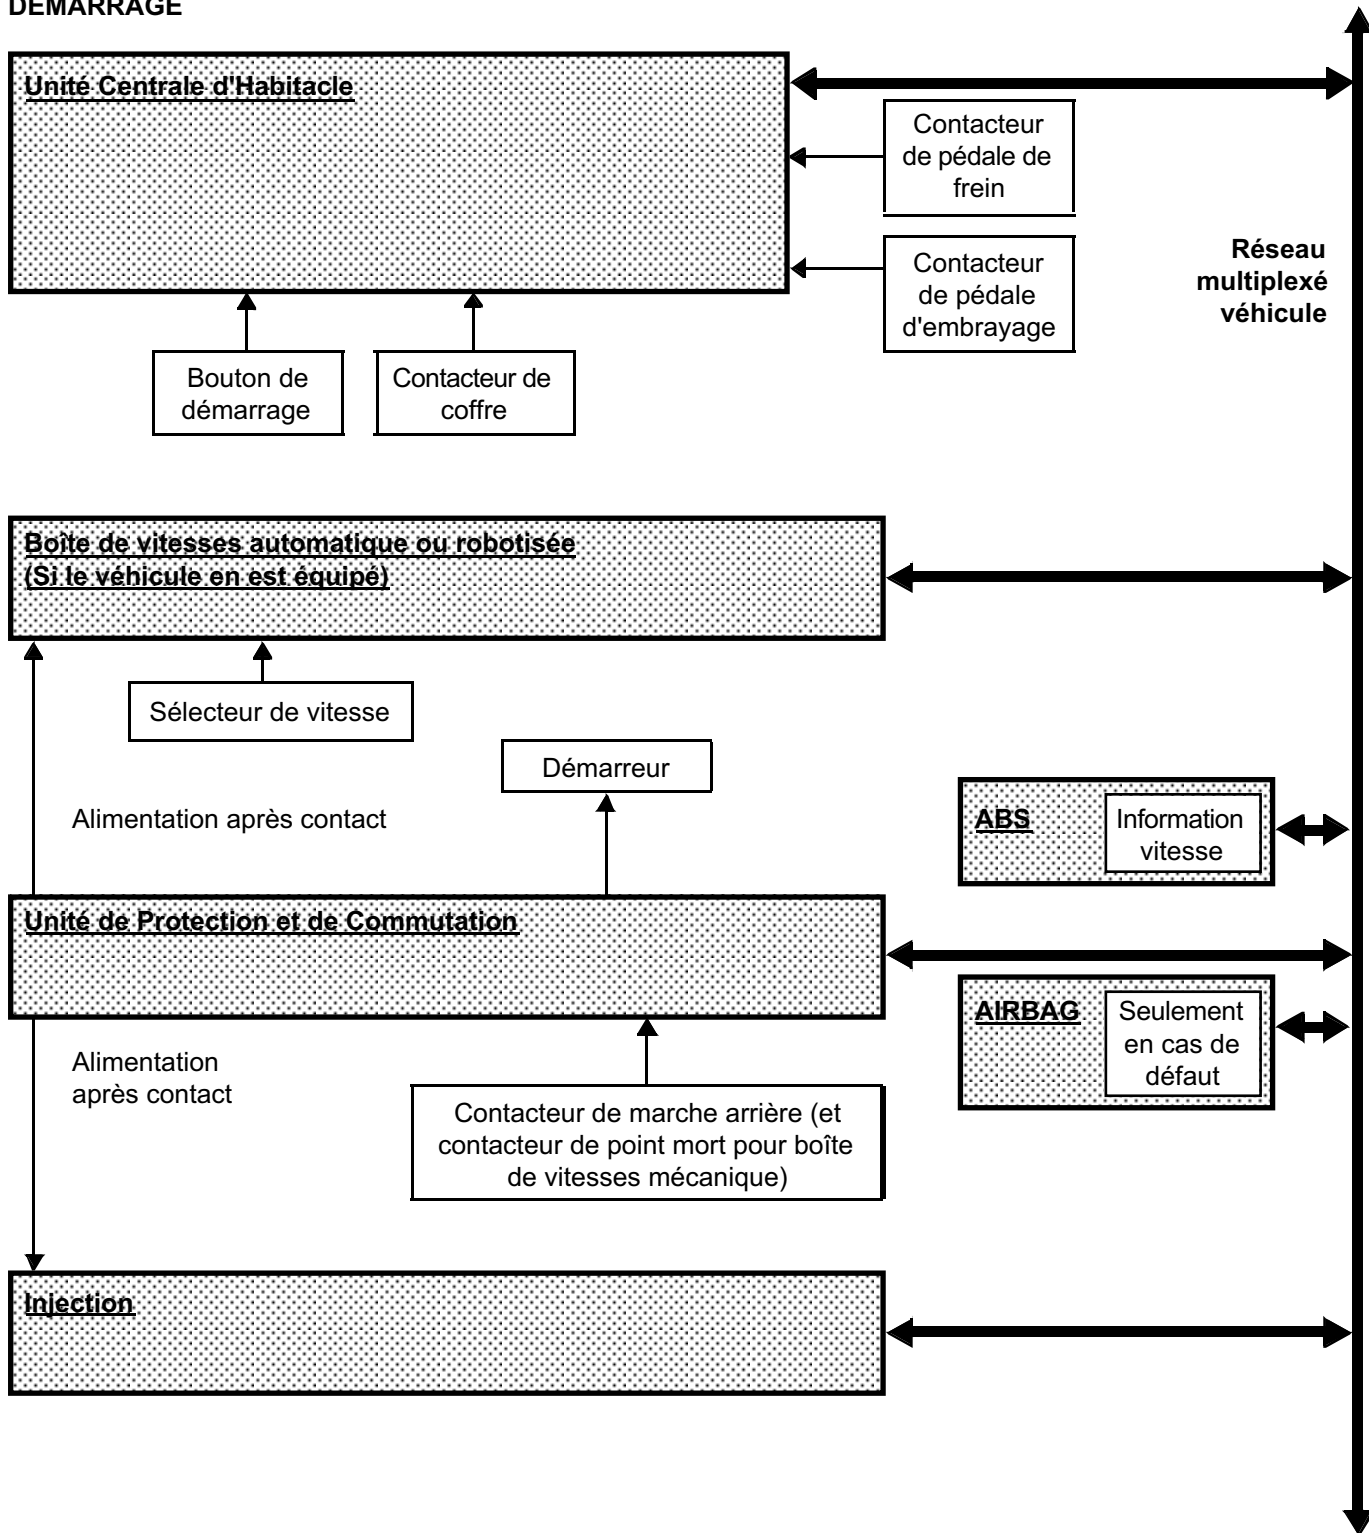 DÉMARRAGE
Unité Centrale d'Habitacle
Contacteur
de pédale de
frein
Contacteur
de pédale
d'embrayage
Réseau
multiplexé
véhicule
Bouton de
démarrage
Contacteur de
coffre
Boîte de vitesses automatique ou robotisée
(Si le véhicule en est équipé)
Sélecteur de vitesse
Démarreur
Alimentation après contact
ABS
Information
vitesse
Unité de Protection et de Commutation
AIRBAG
Seulement
en cas de
défaut
Alimentation
après contact
Contacteur de marche arrière (et
contacteur de point mort pour boîte
de vitesses mécanique)
Injection